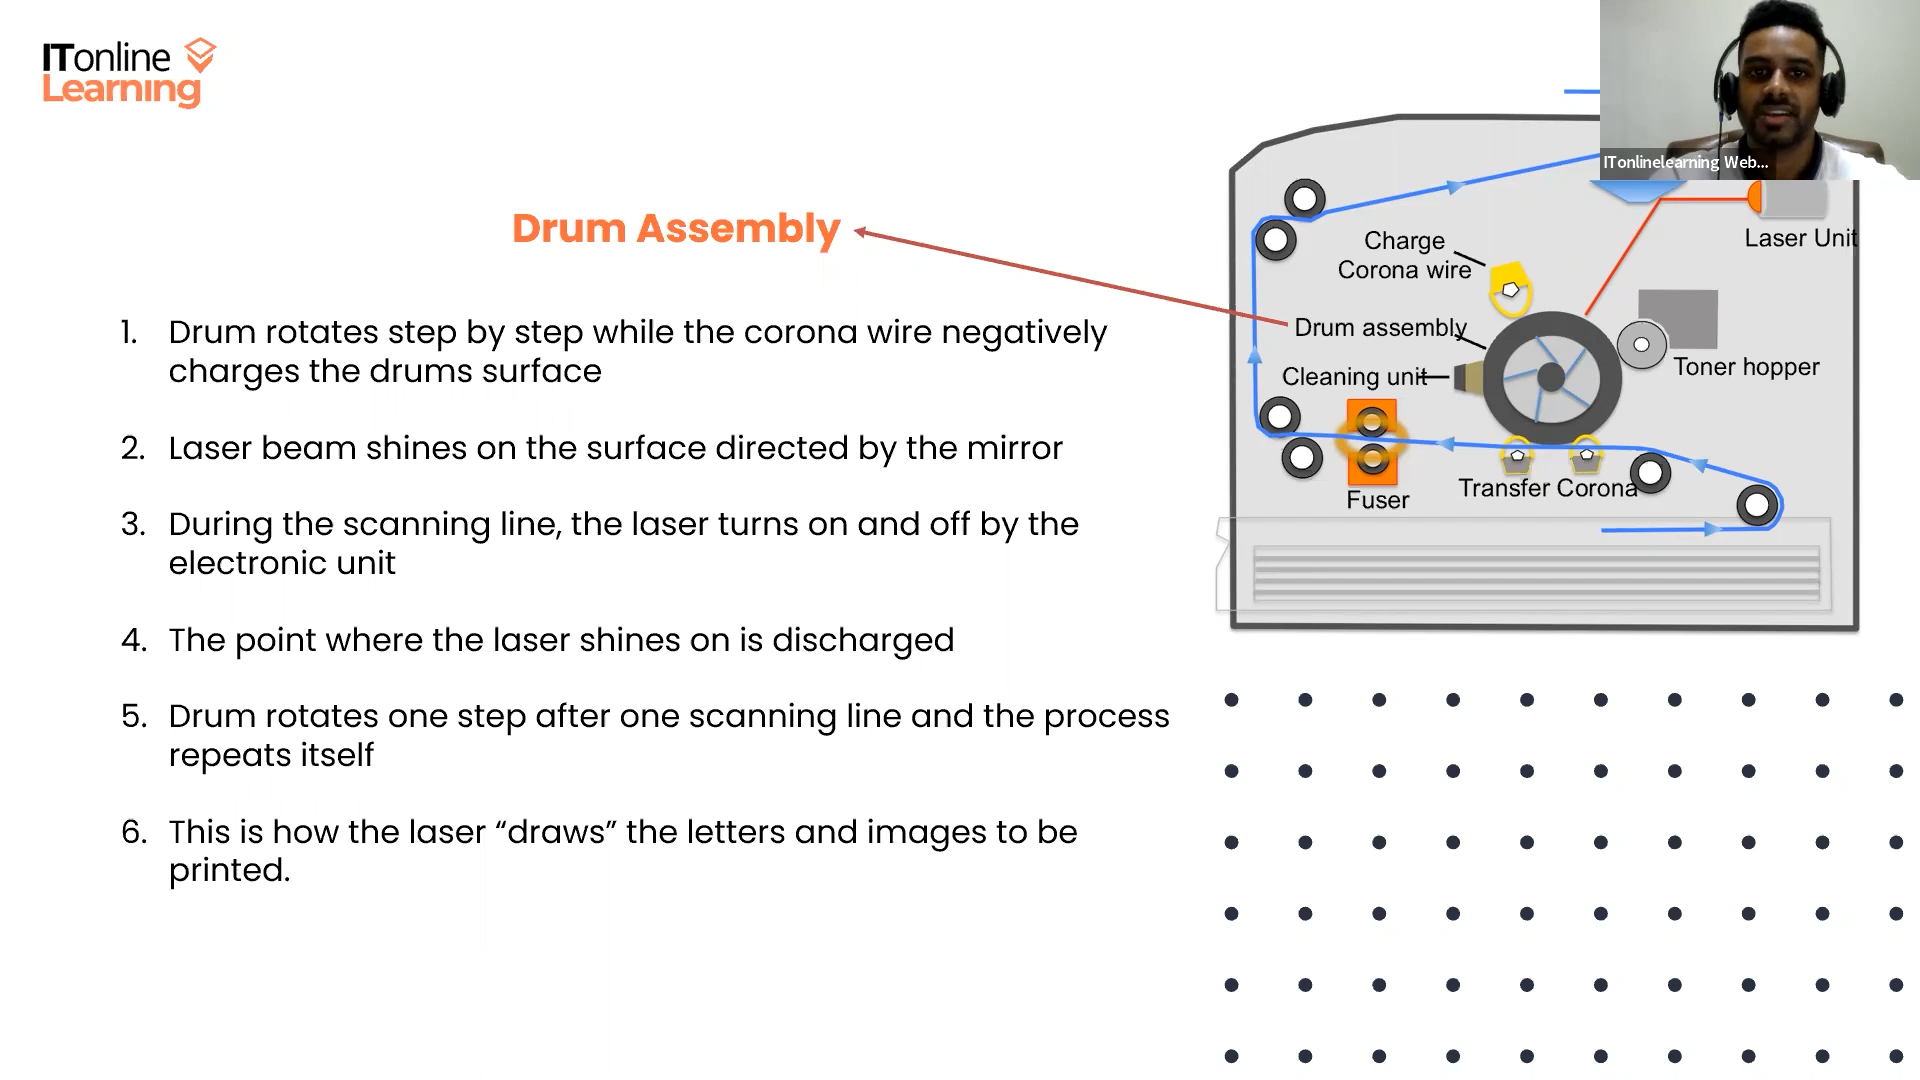 ITonline
Learning
ITonlinelearning Web...
Drum Assembly
1. Drum rotates step by step while the corona wire negatively
charges the drums surface
2. Laser beam shines on the surface directed by the mirror
3. During the scanning line, the laser turns on and off by the
electronic unit
4. The point where the laser shines on is discharged
5. Drum rotates one step after one scanning line and the process
repeats itself
6. This is how the laser “draws” the letters and images to be
printed.
Laser Unit
Charge
Corona wire
Drum assembly
Toner hopper
Cleaning unit
Fuser
Transfer Corona